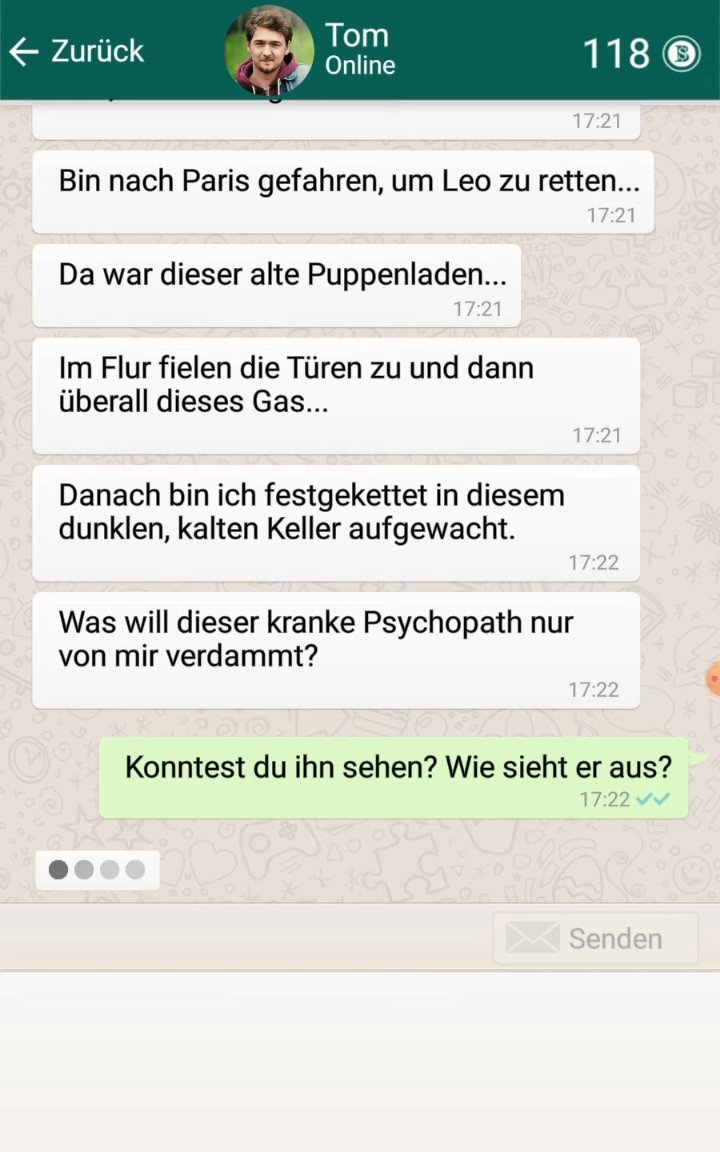 Zurück
Tom
Online
118
17:21
Bin nach Paris gefahren, um Leo zu retten...
17:21
Da war dieser alte Puppenladen...
17:21
Im Flur fielen die Türen zu und dann
überall dieses Gas...
17:21
Danach bin ich festgekettet in diesem
dunklen, kalten Keller aufgewacht.
17:22
Was will dieser kranke Psychopath nur
von mir verdammt?
17:22
Konntest du ihn sehen? Wie sieht er aus?
17:22
Senden